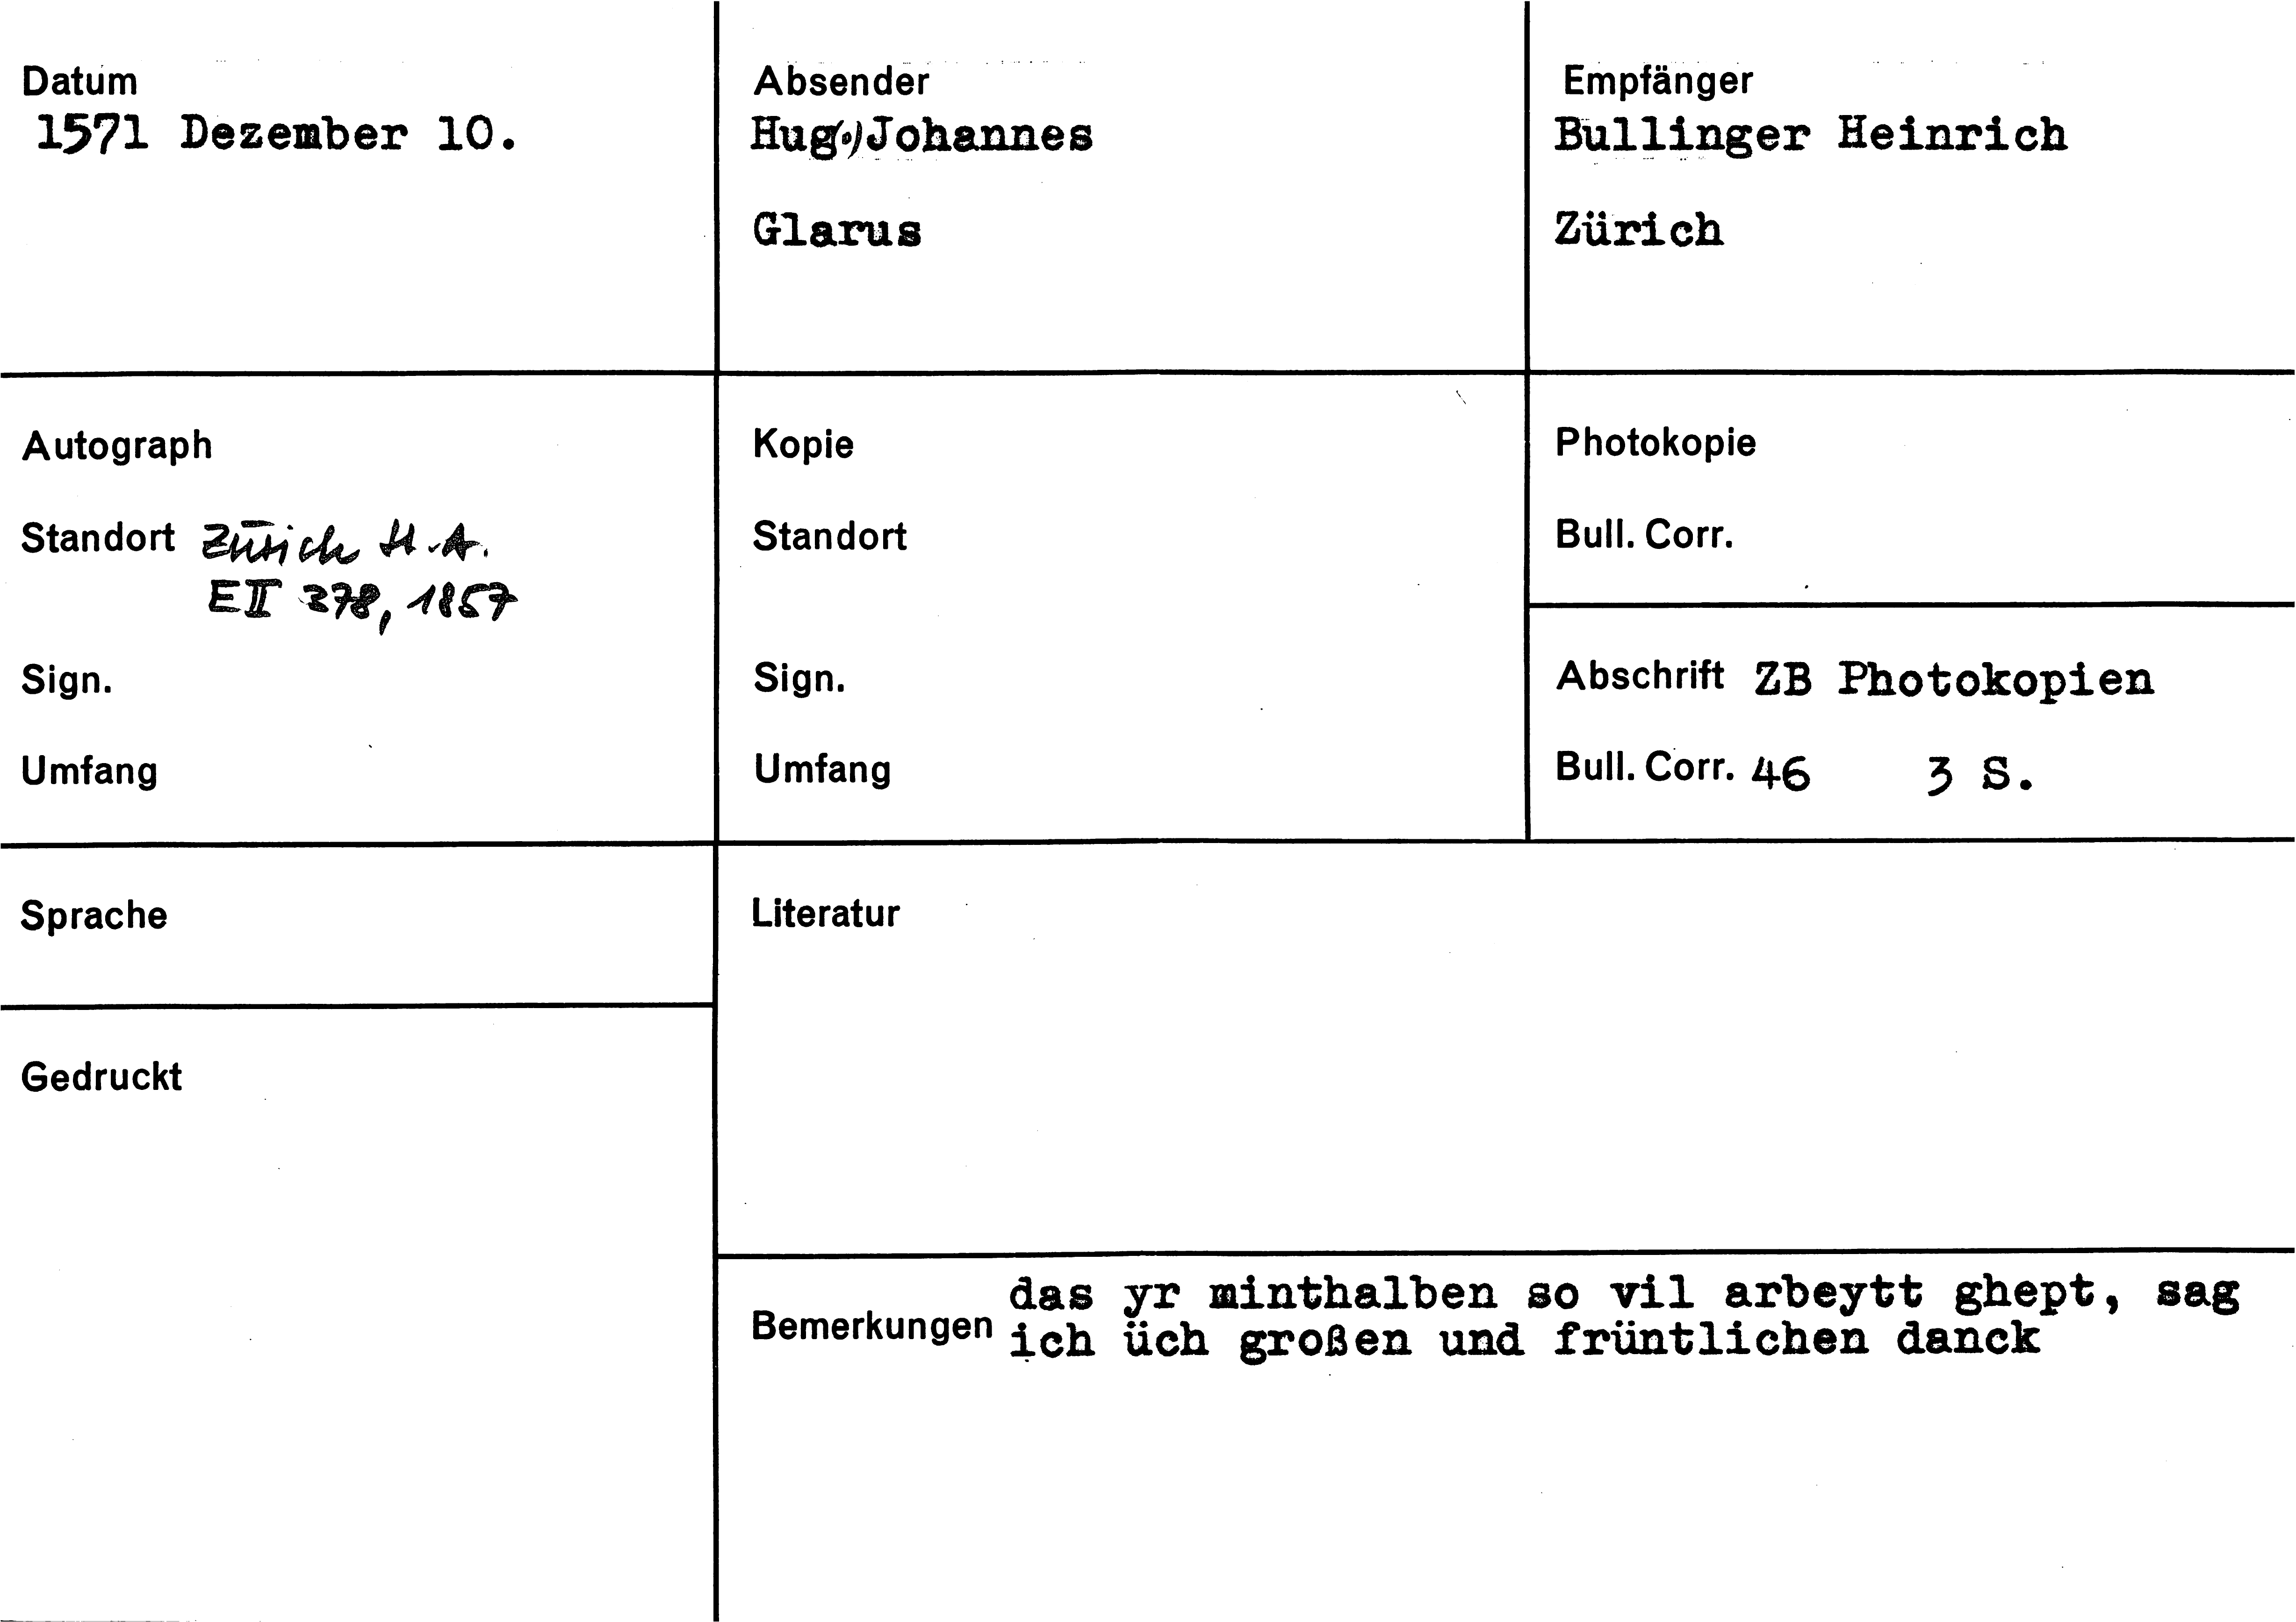 Datum
1571 Dezember 10.
Absender
Hug(o) Johannes
Glarus
Empfänger
Bullinger Heinrich
Zürich
Autograph
Standort Zürich StA.
EII 378, 1857
Sign.
Umfang
Kopie
Standort
Sign.
Umfang
Photokopie
Bull. Corr.
Abschrift ZB Photokopien
Bull. Corr. 46 3 S.
Sprache
Gedruckt
Literatur
Bemerkungen
das yr minthalben so vil arbeytt ghept, sag
ich üch großen und früntlichen danck